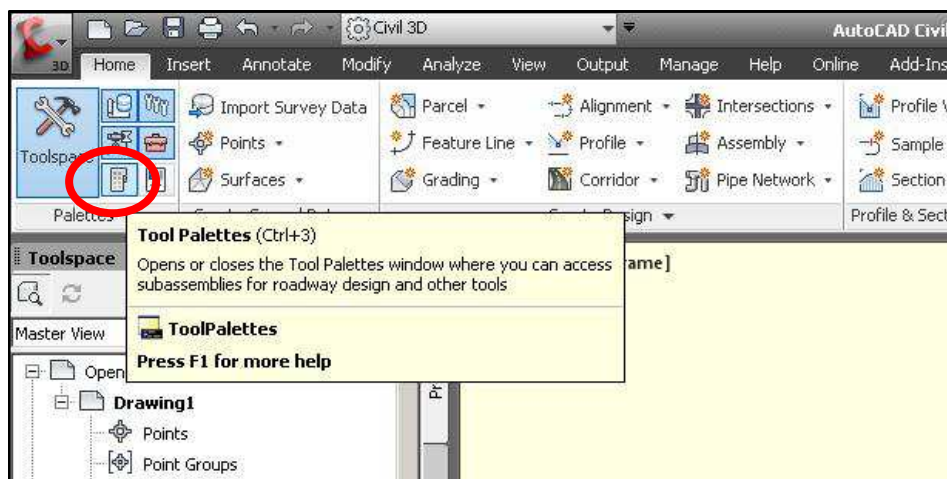 Civil 3D
AutoCAD Civi
3D Home Insert Annotate Modify Analyze View Output Manage Help Online Add-Ins
Import Survey Data Parcel Alignment Intersections Profile
Points Feature Line Profile Assembly Sample
Toolspace
Surfaces Grading Corridor Pipe Network Section
Palettes Profile & Sect
Tool Palettes (Ctrl+3)
Toolspace Opens or closes the Tool Palettes window where you can access rame]
subassemblies for roadway design and other tools
Master View ToolPalettes
Press F1 for more help
Open
Drawing1
Points
Point Groups